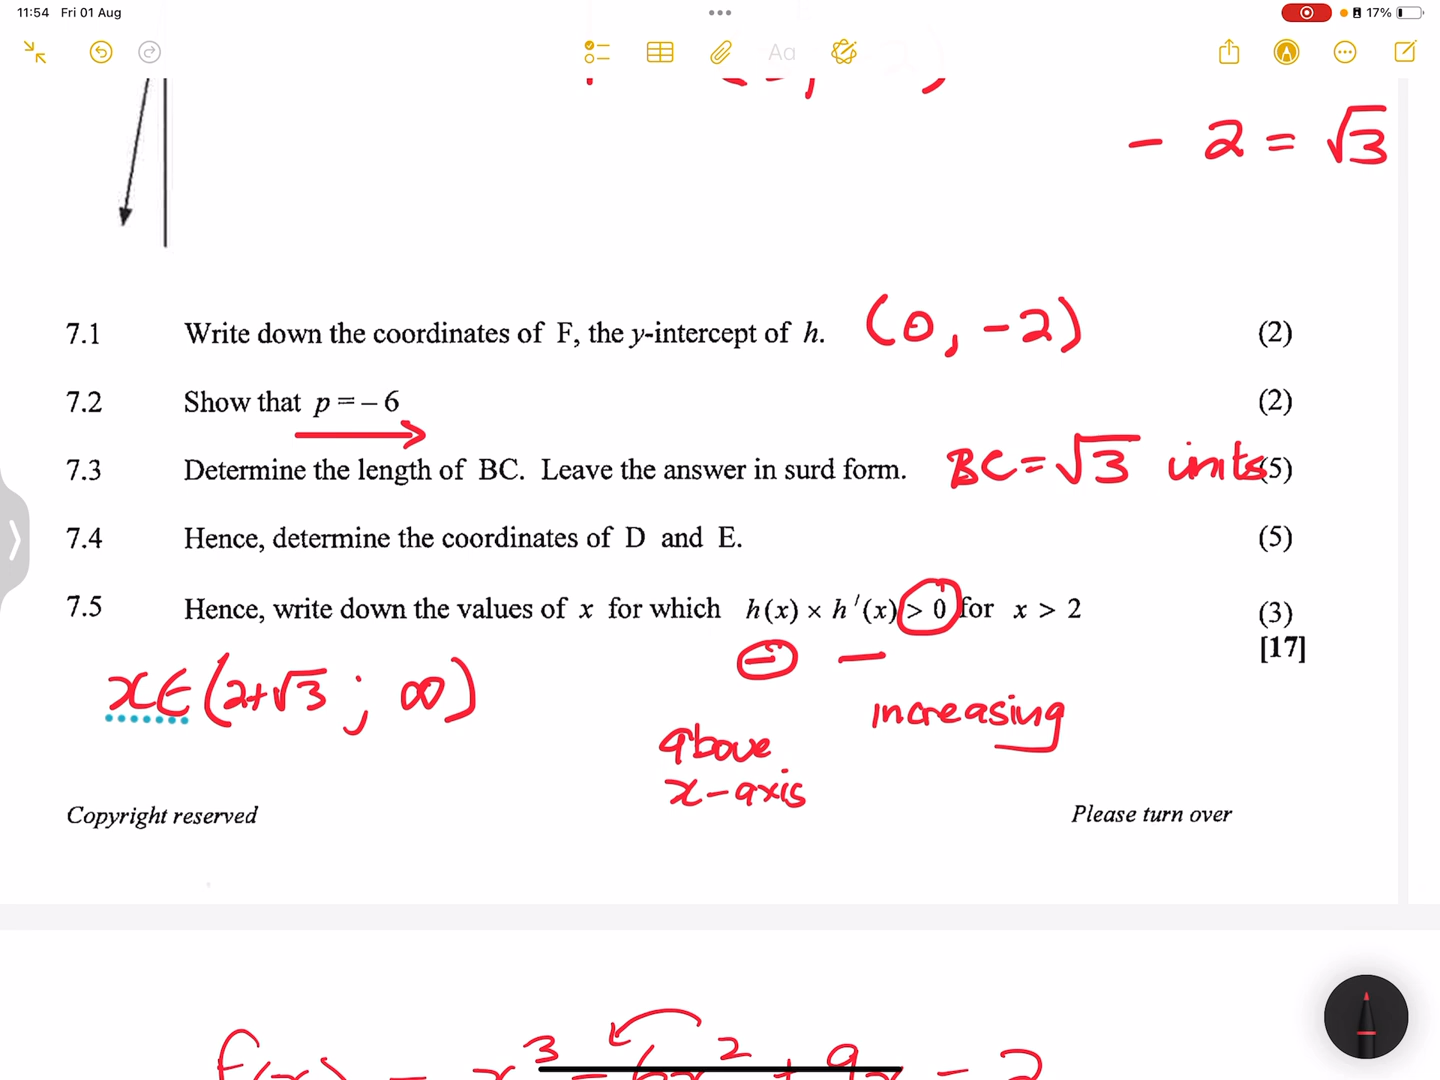 11:54 Fri 01 Aug
17%
Aa
- 2 = √3
7.1 Write down the coordinates of F, the y-intercept of h. (0, -2) (2)
7.2 Show that p = – 6 (2)
7.3 Determine the length of BC. Leave the answer in surd form. BC = √3 units (5)
7.4 Hence, determine the coordinates of D and E. (5)
7.5 Hence, write down the values of x for which h(x) × h′(x) > 0 for x > 2 (3)
[17]
x∈(2+√3 ; ∞)
increasing
above
x-axis
Copyright reserved Please turn over
f(x) = x³ - 6x² + 9x - 2